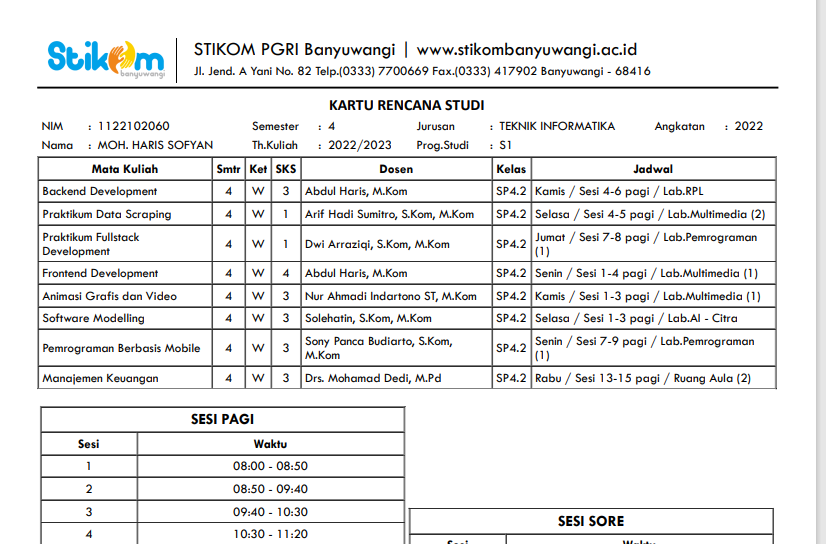 Stikom
banyuwangi
STIKOM PGRI Banyuwangi | www.stikombanyuwangi.ac.id
Jl. Jend. A Yani No. 82 Telp.(0333) 7700669 Fax.(0333) 417902 Banyuwangi - 68416
KARTU RENCANA STUDI
NIM : 1122102060 Semester : 4 Jurusan : TEKNIK INFORMATIKA Angkatan : 2022
Nama : MOH. HARIS SOFYAN Th.Kuliah : 2022/2023 Prog.Studi : S1
Mata Kuliah Smtr Ket SKS Dosen Kelas Jadwal
Backend Development 4 W 3 Abdul Haris, M.Kom SP4.2 Kamis / Sesi 4-6 pagi / Lab.RPL
Praktikum Data Scraping 4 W 1 Arif Hadi Sumitro, S.Kom, M.Kom SP4.2 Selasa / Sesi 4-5 pagi / Lab.Multimedia (2)
Praktikum Fullstack
Development 4 W 1 Dwi Arraziqi, S.Kom, M.Kom SP4.2 Jumat / Sesi 7-8 pagi / Lab.Pemrograman
(1)
Frontend Development 4 W 4 Abdul Haris, M.Kom SP4.2 Senin / Sesi 1-4 pagi / Lab.Multimedia (1)
Animasi Grafis dan Video 4 W 3 Nur Ahmadi Indartono ST, M.Kom SP4.2 Kamis / Sesi 1-3 pagi / Lab.Multimedia (1)
Software Modelling 4 W 3 Solehatin, S.Kom, M.Kom SP4.2 Selasa / Sesi 1-3 pagi / Lab.AI - Citra
Pemrograman Berbasis Mobile 4 W 3 Sony Panca Budiarto, S.Kom,
M.Kom SP4.2 Senin / Sesi 7-9 pagi / Lab.Pemrograman
(1)
Manajemen Keuangan 4 W 3 Drs. Mohamad Dedi, M.Pd SP4.2 Rabu / Sesi 13-15 pagi / Ruang Aula (2)
SESI PAGI
Sesi Waktu
1 08:00 - 08:50
2 08:50 - 09:40
3 09:40 - 10:30
4 10:30 - 11:20
SESI SORE
Sesi Waktu